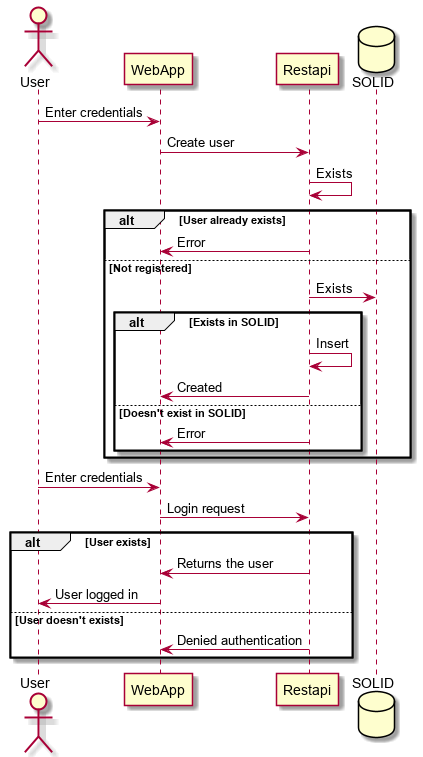 User
WebApp
Restapi
SOLID
Enter credentials
Create user
Exists
alt
[User already exists]
Error
[Not registered]
Exists
alt
[Exists in SOLID]
Insert
Created
[Doesn't exist in SOLID]
Error
Enter credentials
Login request
alt
[User exists]
Returns the user
User logged in
[User doesn't exists]
Denied authentication
User
WebApp
Restapi
SOLID